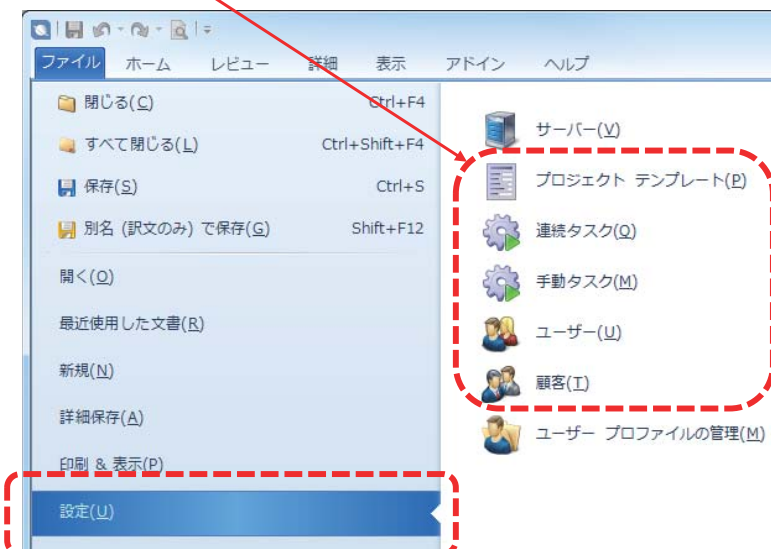 ファイル ホーム レビュー 詳細 表示 アドイン ヘルプ
閉じる(C) Ctrl+F4
すべて閉じる(L) Ctrl+Shift+F4
保存(S) Ctrl+S
別名 (訳文のみ) で保存(G) Shift+F12
開く(O)
最近使用した文書(R)
新規(N)
詳細保存(A)
印刷 & 表示(P)
設定(U)
サーバー(V)
プロジェクト テンプレート(P)
連続タスク(Q)
手動タスク(M)
ユーザー(U)
顧客(T)
ユーザー プロファイルの管理(M)